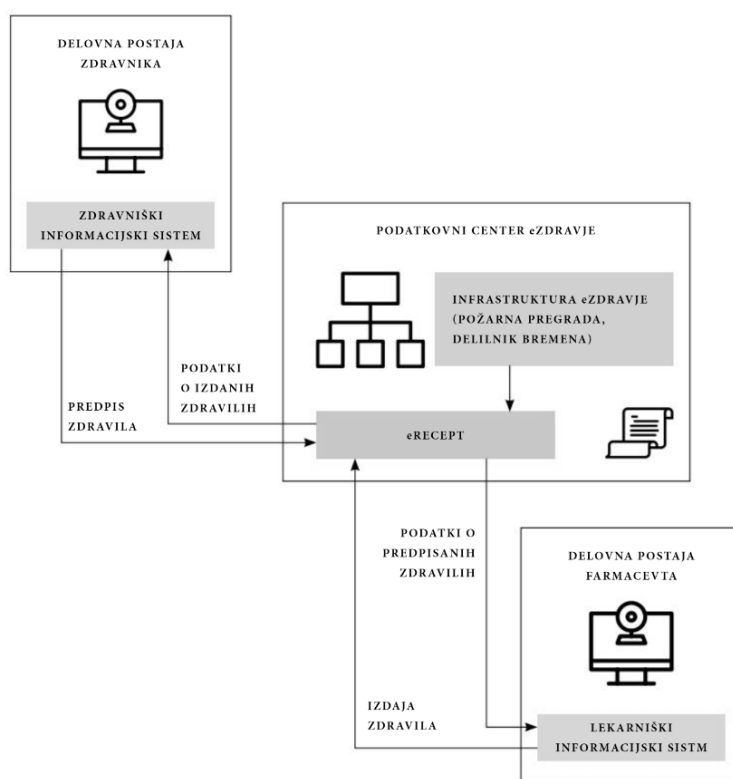 DELOVNA POSTAJA
ZDRAVNIKA
ZDRAVNIŠKI
INFORMACIJSKI SISTEM
PODATKOVNI CENTER eZDRAVJE
INFRASTRUKTURA eZDRAVJE
(POŽARNA PREGRADA,
DELILNIK BREMENA)
PODATKI
O IZDANIH
ZDRAVILIH
PREDPIS
ZDRAVILA
eRECEPT
PODATKI O
PREDPISANIH
ZDRAVILIH
DELOVNA POSTAJA
FARMACEVTA
IZDAJA
ZDRAVILA
LEKARNIŠKI
INFORMACIJSKI SISTM